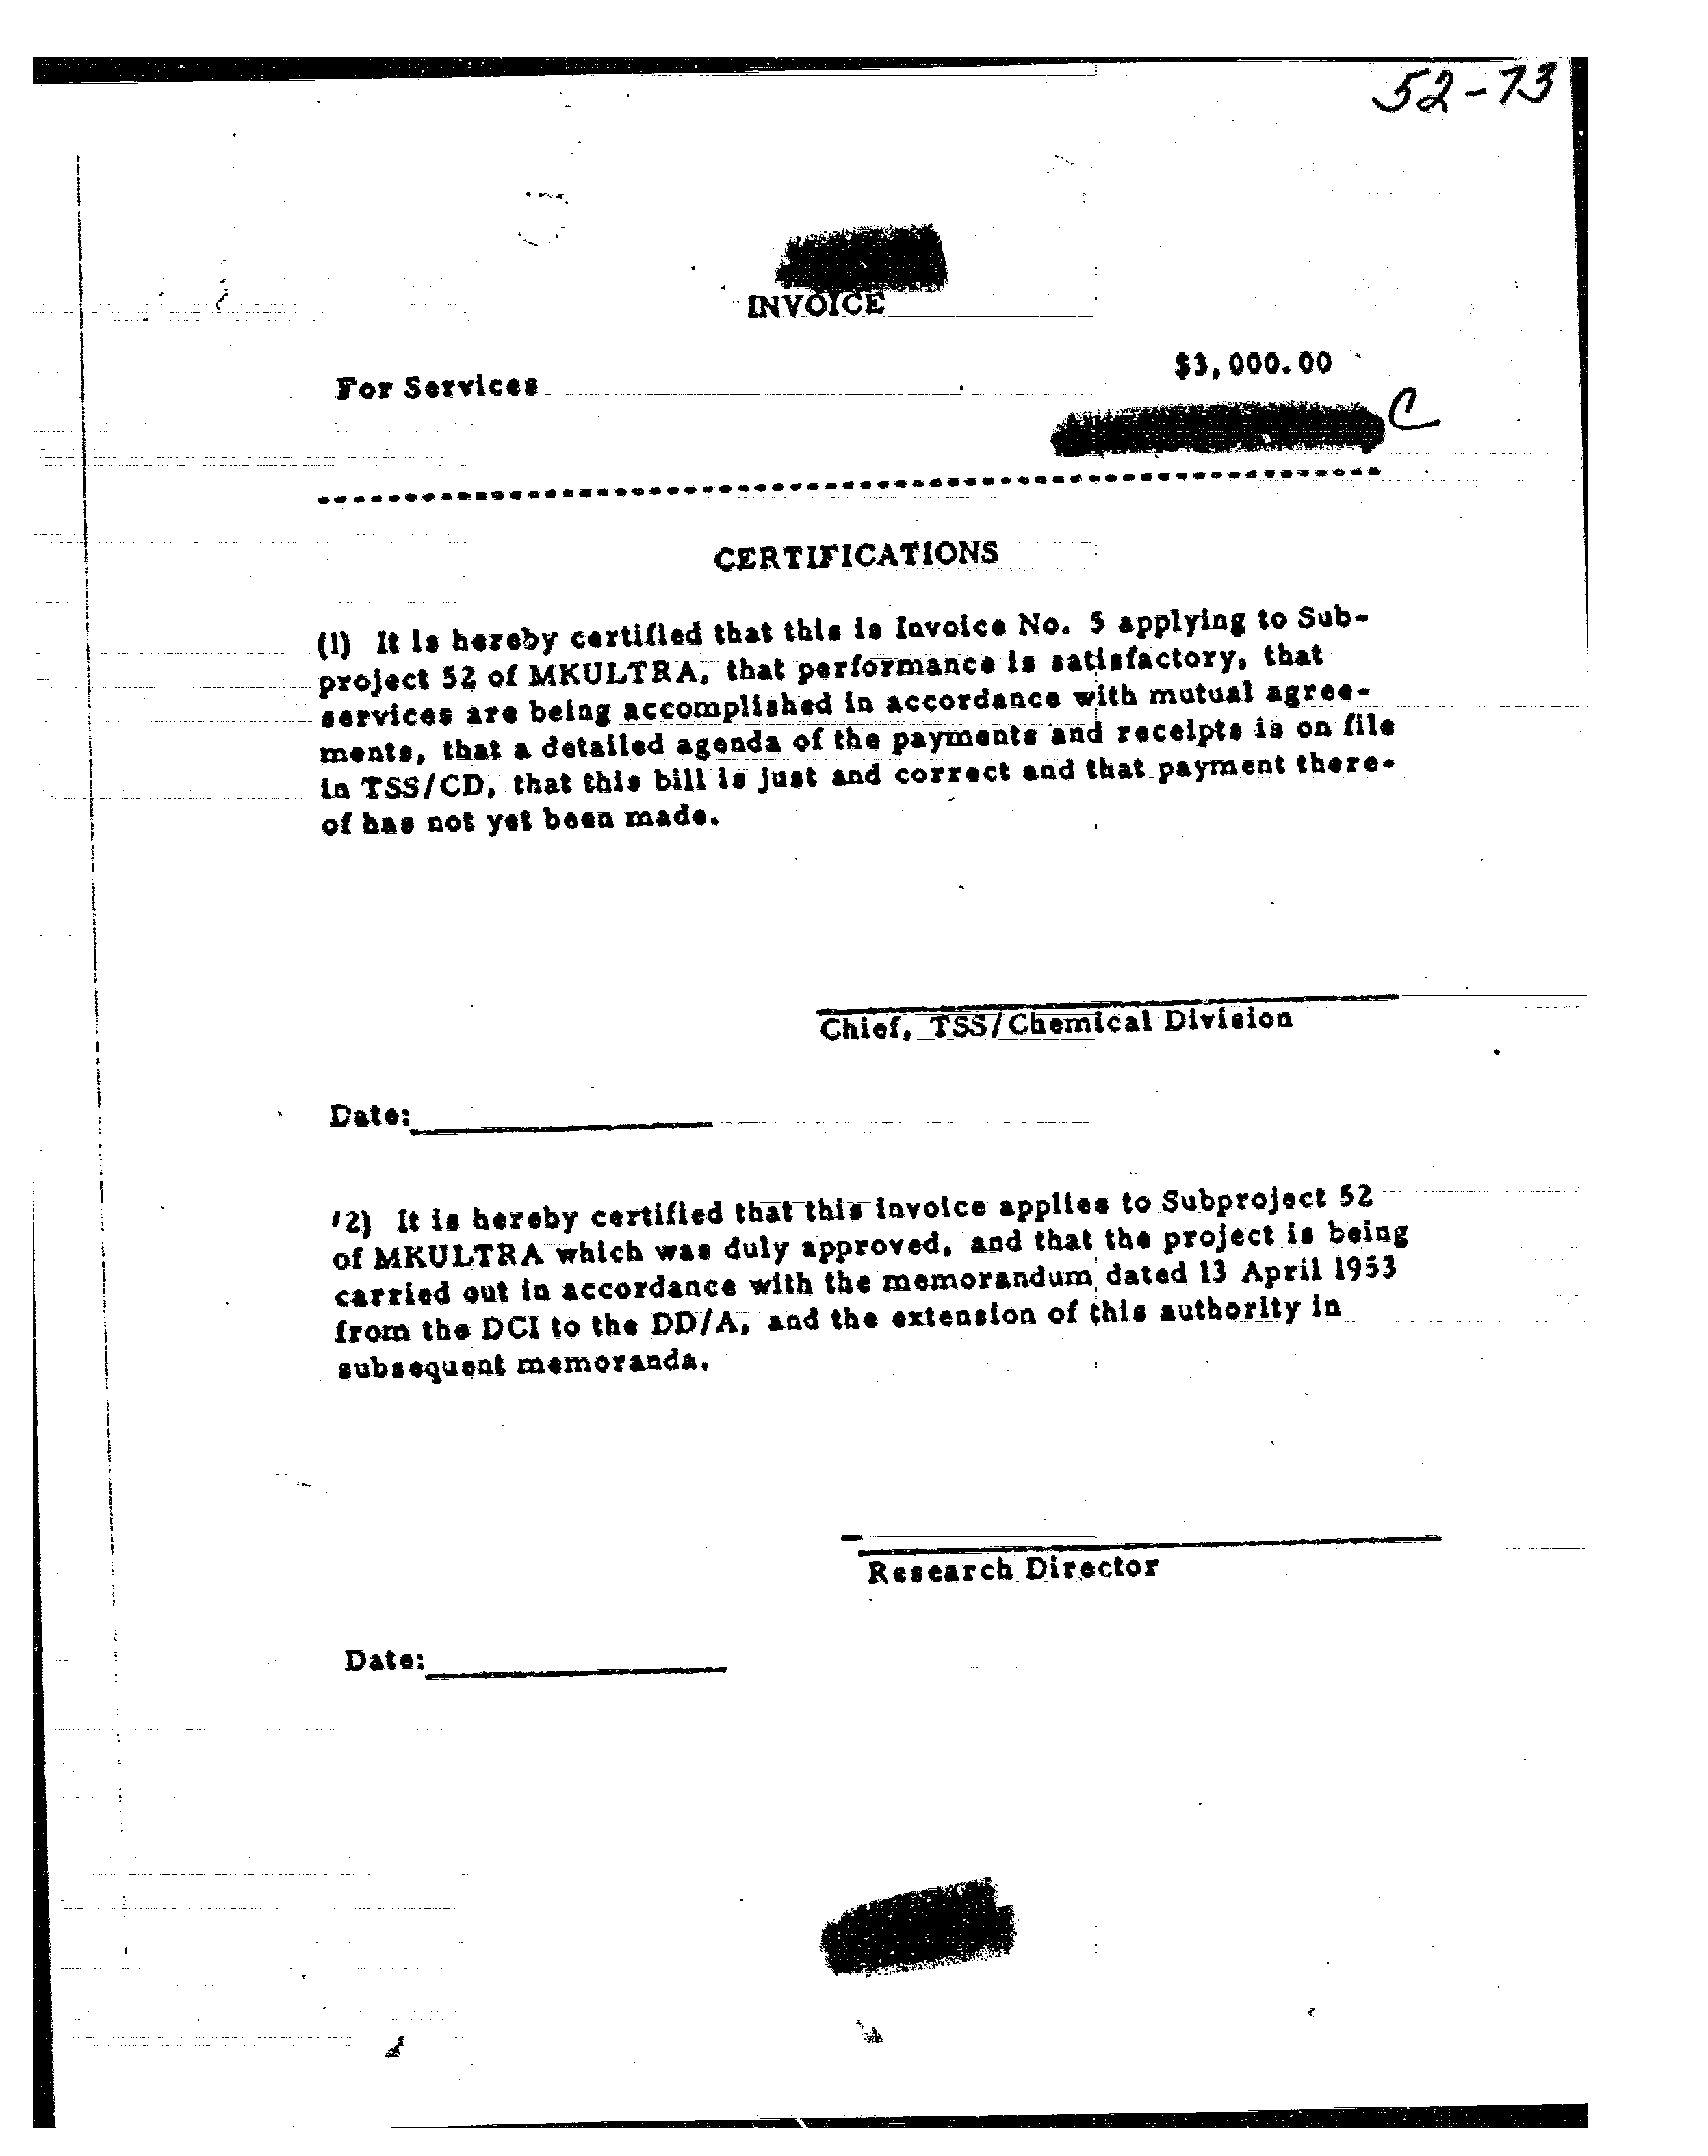 52-73
INVOICE
$3,000.00
For Services
C
CERTIFICATIONS
(1) It is hereby certified that this is Invoice No. 5 applying to Sub-
project 52 of MKULTRA, that performance is satisfactory, that
services are being accomplished in accordance with mutual agree-
ments, that a detailed agenda of the payments and receipts is on file
in TSS/CD, that this bill is just and correct and that payment there-
of has not yet been made.
Chief, TSS/Chemical Division
Date:
(2) It is hereby certified that this invoice applies to Subproject 52
of MKULTRA which was duly approved, and that the project is being
carried out in accordance with the memorandum dated 13 April 1953
from the DCI to the DD/A, and the extension of this authority in
subsequent memoranda.
Research Director
Date: